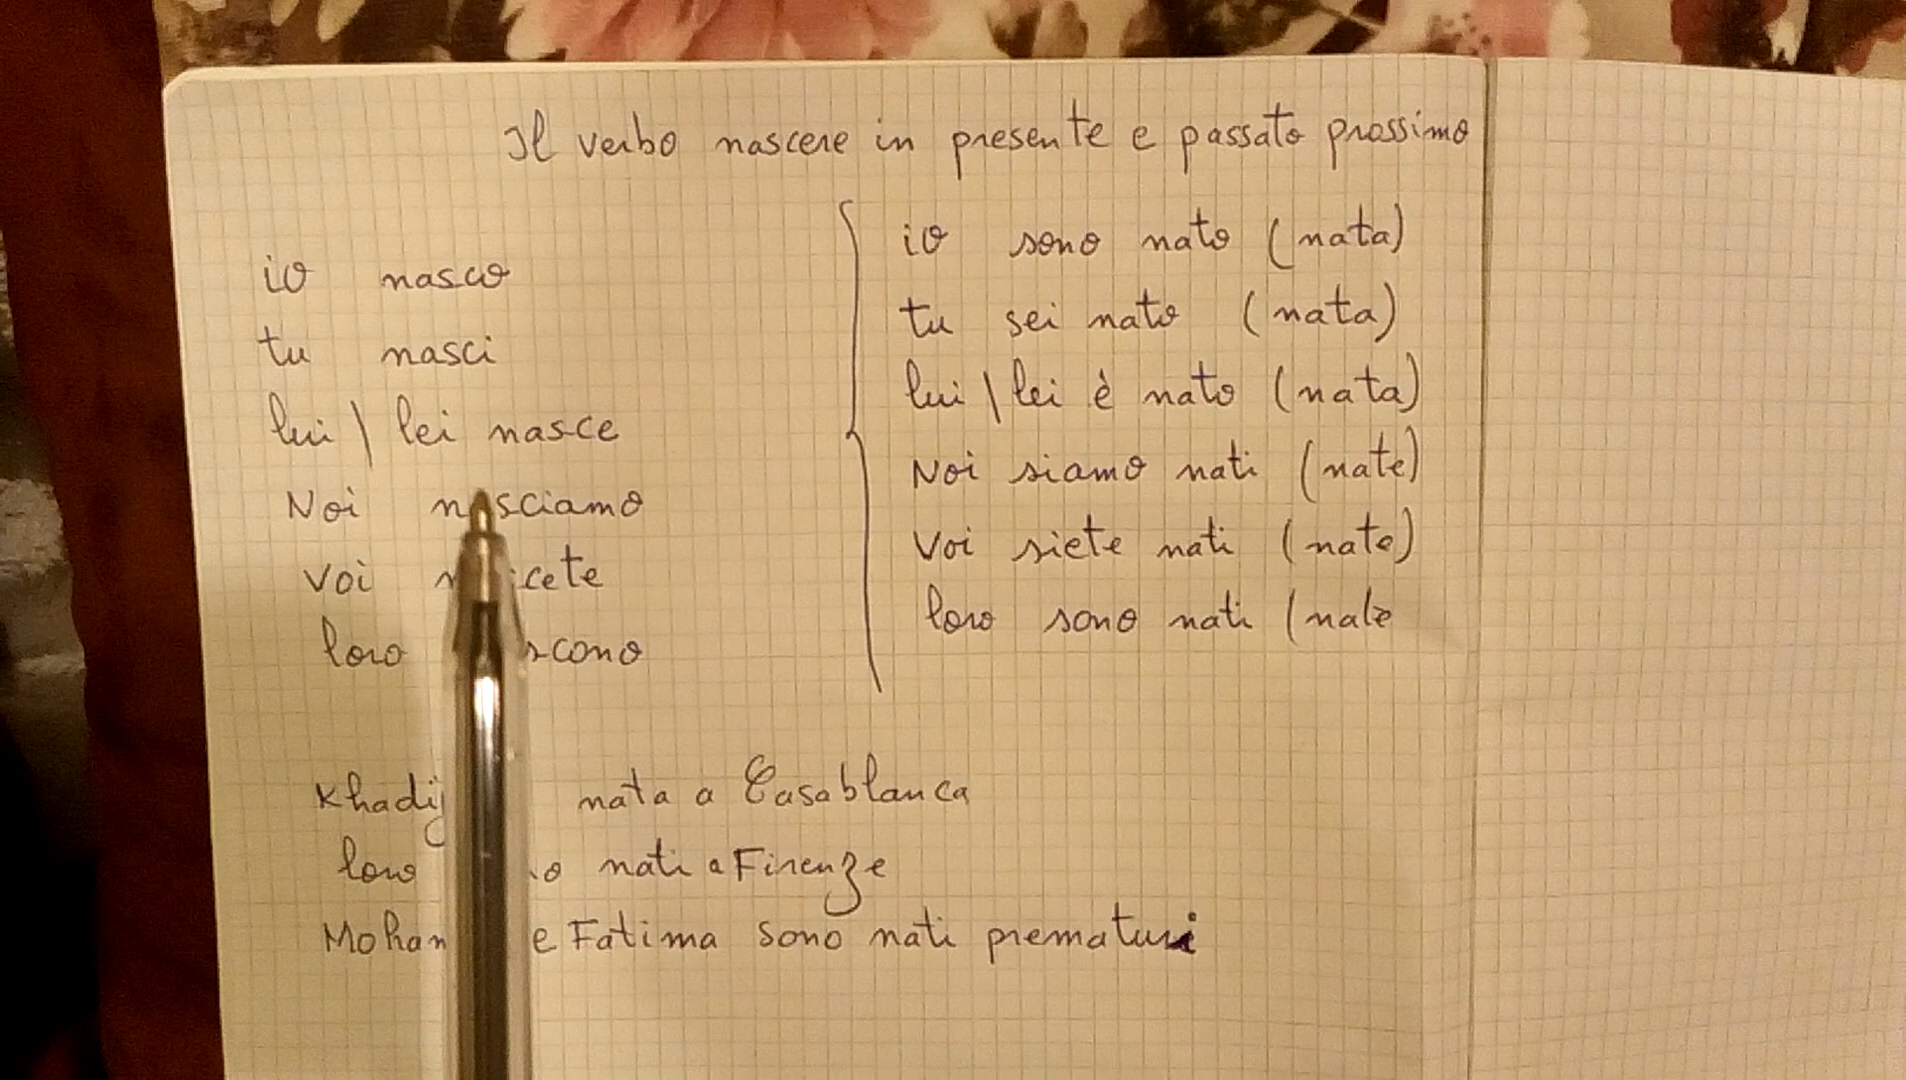 Il verbo nascere in presente e passato prossimo
io nasco
tu nasci
lui \ lei nasce
Noi nasciamo
Voi
loro
io sono nato (nata)
tu sei nato (nata)
lui \ lei è nato (nata)
Noi siamo nati (nate)
Voi siete nati (nate)
loro sono nati (nate
nata a Casablanca
loro nati a Firenze
e Fatima sono nati prematuri